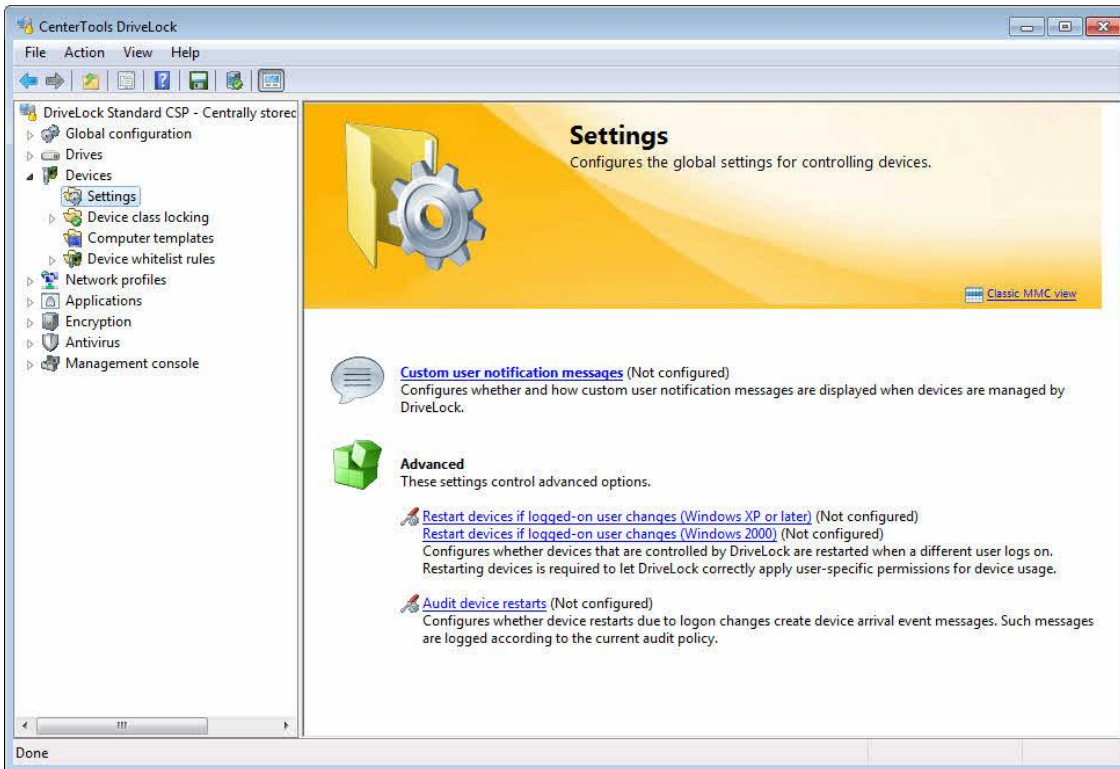 CenterTools DriveLock
File Action View Help
DriveLock Standard CSP - Centrally storec
Global configuration
Drives
Devices
Settings
Device class locking
Computer templates
Device whitelist rules
Network profiles
Applications
Encryption
Antivirus
Management console
Settings
Configures the global settings for controlling devices.
Classic MMC view
Custom user notification messages (Not configured)
Configures whether and how custom user notification messages are displayed when devices are managed by
DriveLock.
Advanced
These settings control advanced options.
Restart devices if logged-on user changes (Windows XP or later) (Not configured)
Restart devices if logged-on user changes (Windows 2000) (Not configured)
Configures whether devices that are controlled by DriveLock are restarted when a different user logs on.
Restarting devices is required to let DriveLock correctly apply user-specific permissions for device usage.
Audit device restarts (Not configured)
Configures whether device restarts due to logon changes create device arrival event messages. Such messages
are logged according to the current audit policy.
Done